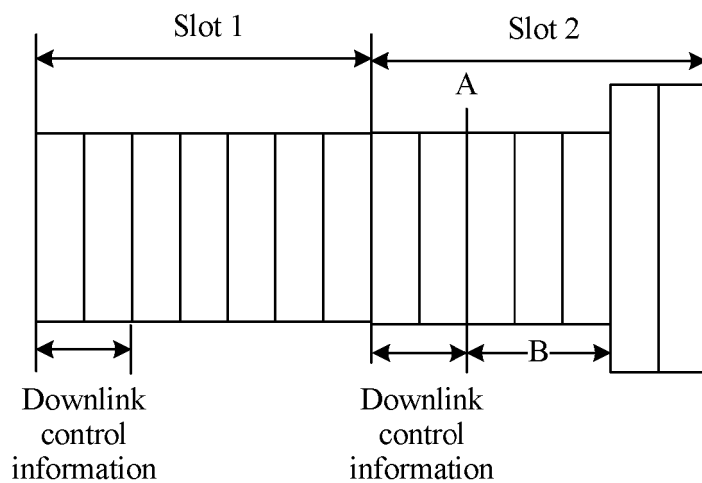 Slot 1
Slot 2
A
B
Downlink
control
information
Downlink
control
information